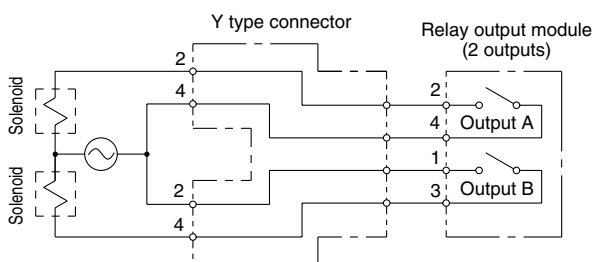 Y type connector
Relay output module
(2 outputs)
Solenoid
Solenoid
2
4
2
4
2
4
Output A
1
3
Output B